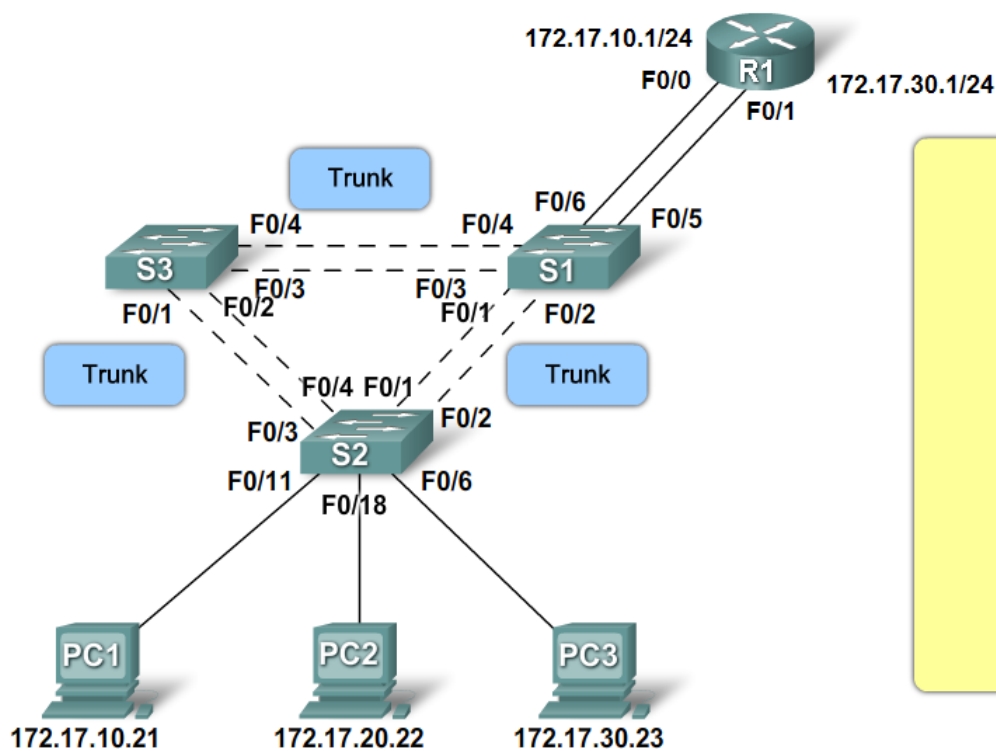 172.17.10.1/24
R1
F0/0
172.17.30.1/24
F0/1
Trunk
F0/6
F0/4
F0/4
F0/5
S3
S1
F0/3
F0/3
F0/1
F0/2
F0/1
F0/2
Trunk
Trunk
F0/4
F0/1
F0/3
F0/2
S2
F0/11
F0/6
F0/18
PC1
PC2
PC3
172.17.10.21
172.17.20.22
172.17.30.23